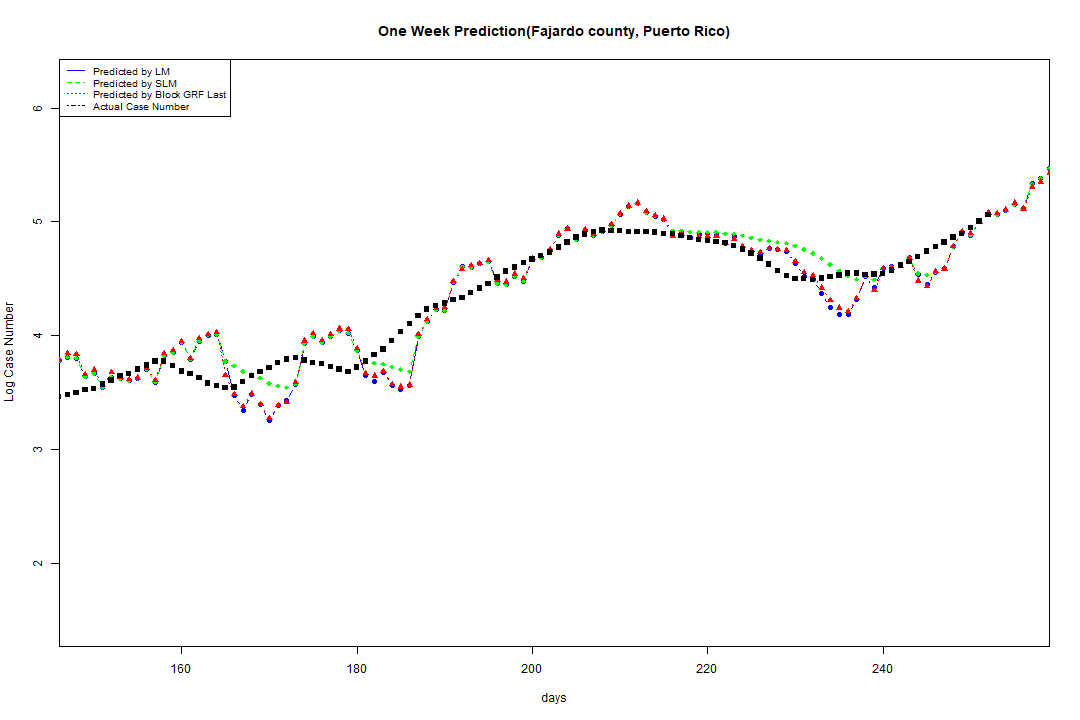 One Week Prediction(Fajardo county, Puerto Rico)
Predicted by LM
Predicted by SLM
Predicted by Block GRF Last
Actual Case Number
6
5
4
3
2
Log Case Number
160 180 200 220 240
days